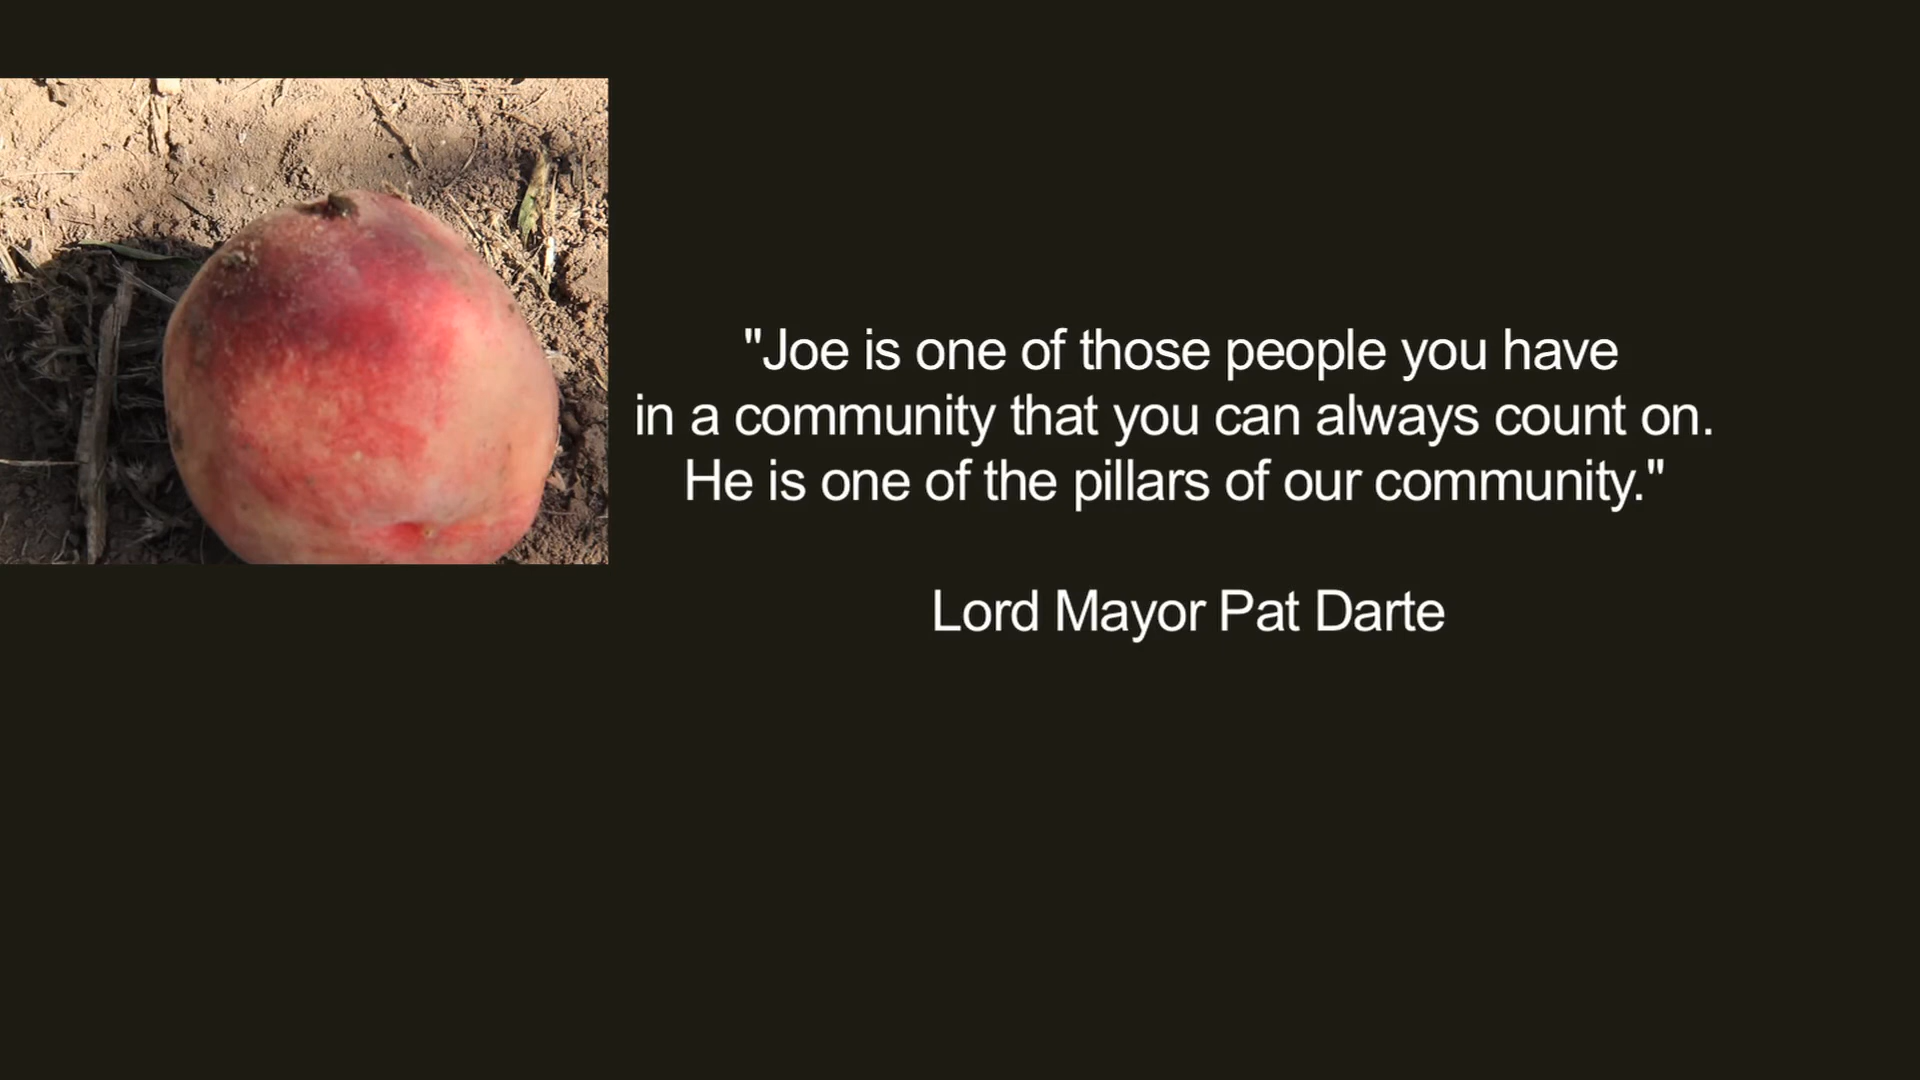 "Joe is one of those people you have
in a community that you can always count on.
He is one of the pillars of our community."
Lord Mayor Pat Darte